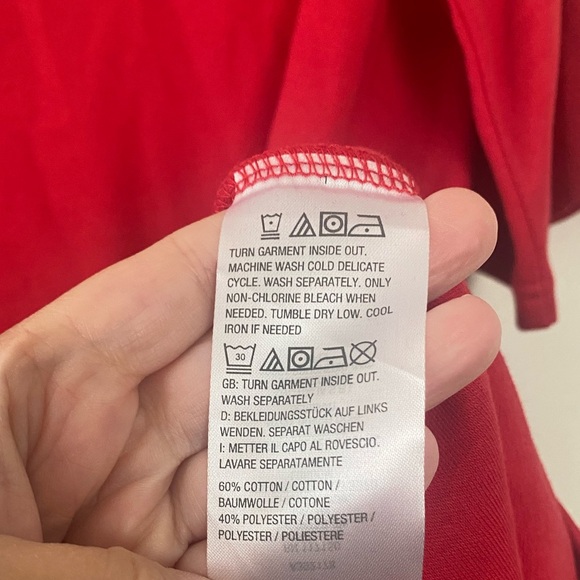 TURN GARMENT INSIDE OUT.
MACHINE WASH COLD DELICATE
CYCLE. WASH SEPARATELY. ONLY
NON-CHLORINE BLEACH WHEN
NEEDED. TUMBLE DRY LOW. COOL
IRON IF NEEDED
30
GB: TURN GARMENT INSIDE OUT.
WASH SEPARATELY
D: BEKLEIDUNGSSTÜCK AUF LINKS
WENDEN. SEPARAT WASCHEN
I: METTER IL CAPO AL ROVESCIO.
LAVARE SEPARATAMENTE
60% COTTON / COTTON /
BAUMWOLLE / COTONE
40% POLYESTER / POLYESTER /
POLYESTER / POLIESTERE